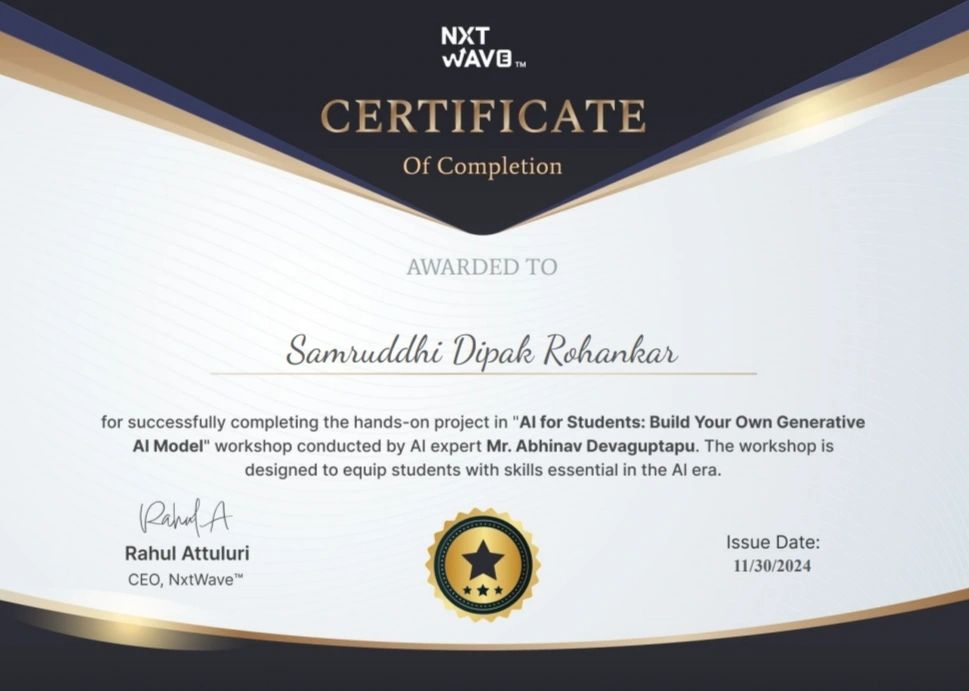 NXT
WAVE™
CERTIFICATE
Of Completion
AWARDED TO
Samruddhi Dipak Rohankar
for successfully completing the hands-on project in "AI for Students: Build Your Own Generative
AI Model" workshop conducted by AI expert Mr. Abhinav Devaguptapu. The workshop is
designed to equip students with skills essential in the AI era.
Rahul A
Rahul Attuluri
CEO, NxtWave™
Issue Date:
11/30/2024